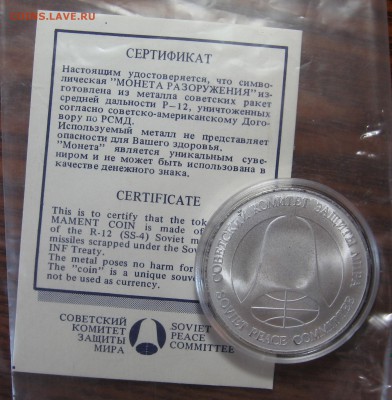 COINS.LAVE.RU
СЕРТИФИКАТ
Настоящим удостоверяется, что симво-
лическая "МОНЕТА РАЗОРУЖЕНИЯ" из-
готовлена из металла советских ракет
средней дальности Р-12, уничтоженных
согласно советско-американскому Дого-
вору по РСМД.
Используемый металл не представляет
опасности для Вашего здоровья.
"Монета" является уникальным суве-
ниром и не может быть использована в
качестве денежного знака.
CERTIFICATE
This is to certify that the tok
MAMENT COIN is made of
of the R-12 (SS-4) Soviet m
missiles scrapped under the Sov
INF Treaty.
The metal poses no harm for
The "coin" is a unique souv
not be used as currency.
СОВЕТСКИЙ
КОМИТЕТ
ЗАЩИТЫ
МИРА
SOVIET
PEACE
COMMITTEE
СОВЕТСКИЙ КОМИТЕТ ЗАЩИТЫ МИРА
SOVIET PEACE COMMITTEE